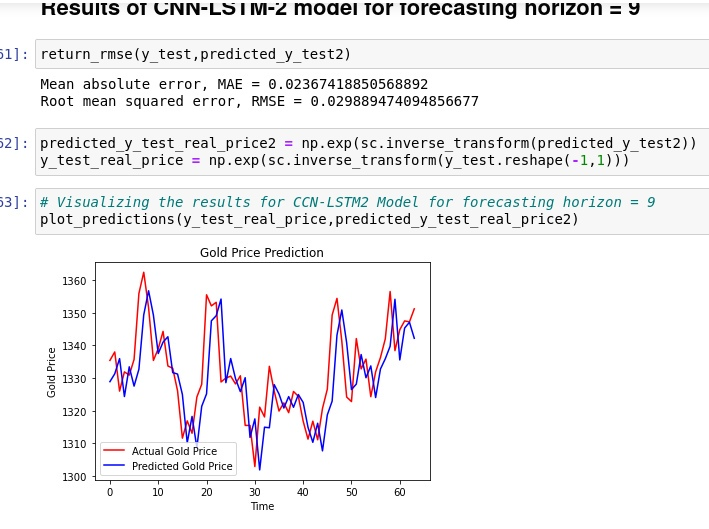 Results of CNN-LSTM-2 model for forecasting horizon = 9
61]: return_rmse(y_test,predicted_y_test2)
Mean absolute error, MAE = 0.02367418850568892
Root mean squared error, RMSE = 0.029889474094856677
62]: predicted_y_test_real_price2 = np.exp(sc.inverse_transform(predicted_y_test2))
y_test_real_price = np.exp(sc.inverse_transform(y_test.reshape(-1,1)))
63]: # Visualizing the results for CCN-LSTM2 Model for forecasting horizon = 9
plot_predictions(y_test_real_price,predicted_y_test_real_price2)
Gold Price Prediction
1360
1350
1340
1330
1320
1310
1300
Gold Price
Actual Gold Price
Predicted Gold Price
0 10 20 30 40 50 60
Time